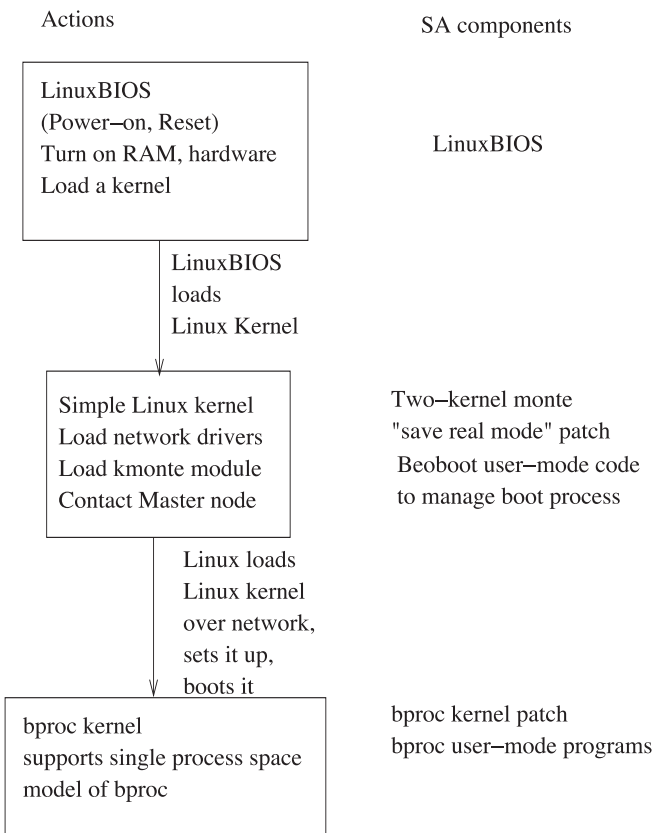 Actions
SA components
LinuxBIOS
(Power–on, Reset)
Turn on RAM, hardware
Load a kernel
LinuxBIOS
LinuxBIOS
loads
Linux Kernel
Simple Linux kernel
Load network drivers
Load kmonte module
Contact Master node
Two–kernel monte
"save real mode" patch
Beoboot user–mode code
to manage boot process
Linux loads
Linux kernel
over network,
sets it up,
boots it
bproc kernel
supports single process space
model of bproc
bproc kernel patch
bproc user–mode programs